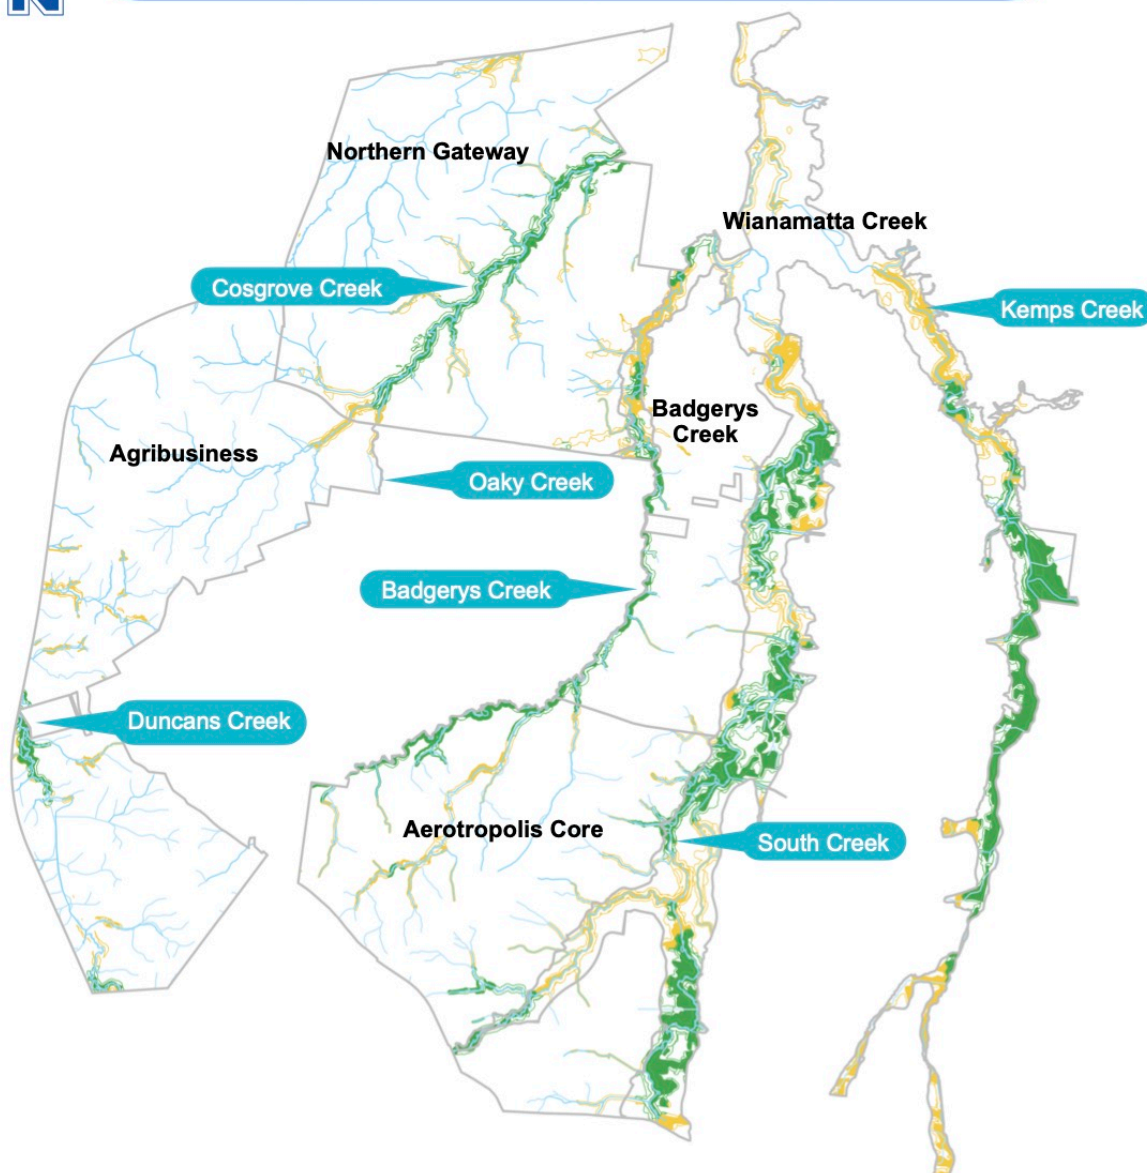 N
Northern Gateway
Wianamatta Creek
Cosgrove Creek
Kemps Creek
Badgerys
Creek
Agribusiness
Oaky Creek
Badgerys Creek
Duncans Creek
Aerotropolis Core
South Creek